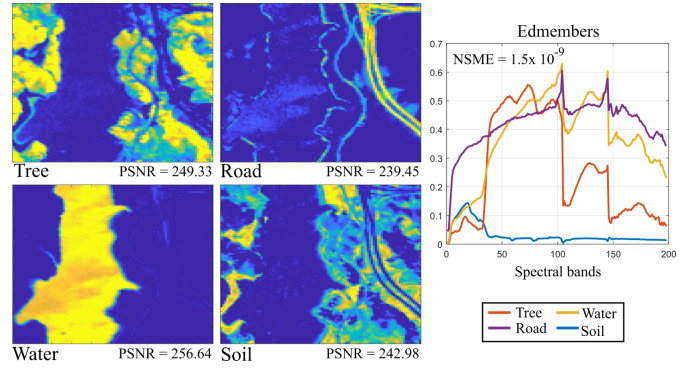 Tree
PSNR = 249.33
Road
PSNR = 239.45
Water
PSNR = 256.64
Soil
PSNR = 242.98
Edmembers
NSME = 1.5x 10^-9
0.7
0.6
0.5
0.4
0.3
0.2
0.1
0
0 50 100 150 200
Spectral bands
Tree Water
Road Soil